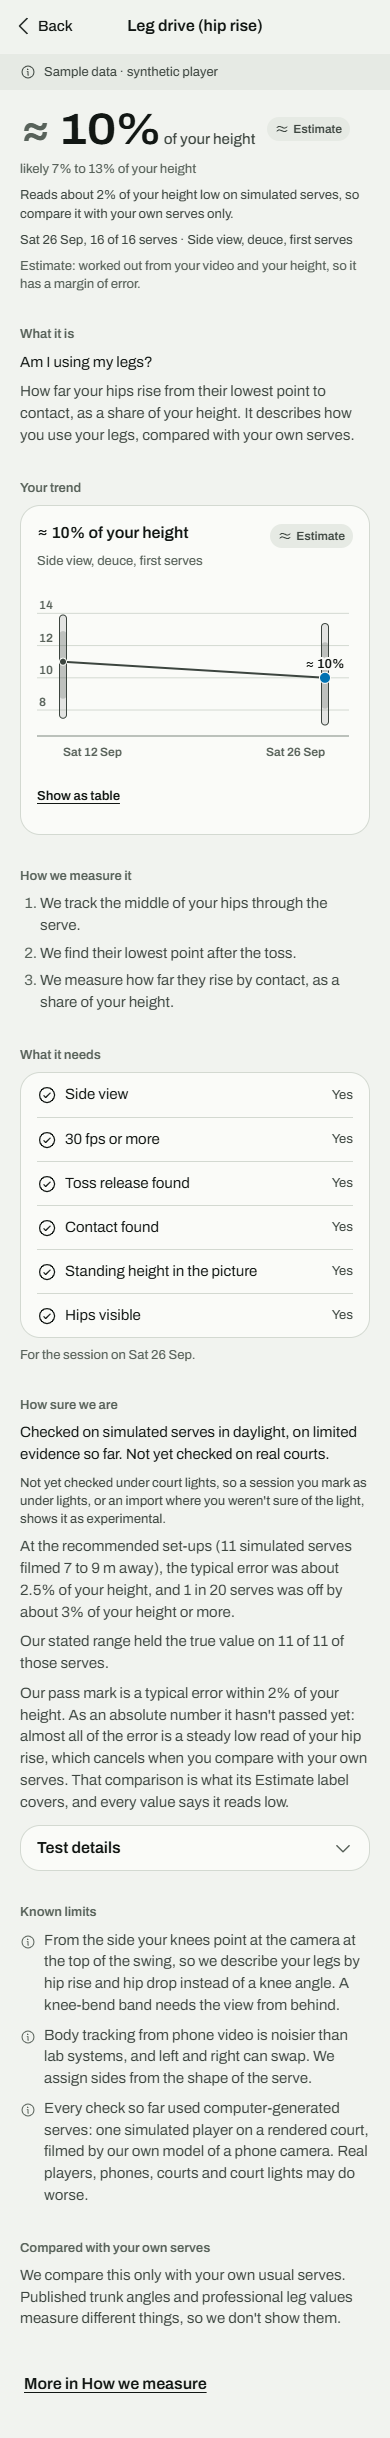 Back
Leg drive (hip rise)
Sample data · synthetic player
≈ 10% of your height
≈ Estimate
likely 7% to 13% of your height
Reads about 2% of your height low on simulated serves, so
compare it with your own serves only.
Sat 26 Sep, 16 of 16 serves · Side view, deuce, first serves
Estimate: worked out from your video and your height, so it
has a margin of error.
What it is
Am I using my legs?
How far your hips rise from their lowest point to
contact, as a share of your height. It describes how
you use your legs, compared with your own serves.
Your trend
≈ 10% of your height
≈ Estimate
Side view, deuce, first serves
14
12
≈ 10%
10
8
Sat 12 Sep
Sat 26 Sep
Show as table
How we measure it
1. We track the middle of your hips through the
serve.
2. We find their lowest point after the toss.
3. We measure how far they rise by contact, as a
share of your height.
What it needs
Side view Yes
30 fps or more Yes
Toss release found Yes
Contact found Yes
Standing height in the picture Yes
Hips visible Yes
For the session on Sat 26 Sep.
How sure we are
Checked on simulated serves in daylight, on limited
evidence so far. Not yet checked on real courts.
Not yet checked under court lights, so a session you mark as
under lights, or an import where you weren't sure of the light,
shows it as experimental.
At the recommended set-ups (11 simulated serves
filmed 7 to 9 m away), the typical error was about
2.5% of your height, and 1 in 20 serves was off by
about 3% of your height or more.
Our stated range held the true value on 11 of 11 of
those serves.
Our pass mark is a typical error within 2% of your
height. As an absolute number it hasn't passed yet:
almost all of the error is a steady low read of your hip
rise, which cancels when you compare with your own
serves. That comparison is what its Estimate label
covers, and every value says it reads low.
Test details
Known limits
From the side your knees point at the camera at
the top of the swing, so we describe your legs by
hip rise and hip drop instead of a knee angle. A
knee-bend band needs the view from behind.
Body tracking from phone video is noisier than
lab systems, and left and right can swap. We
assign sides from the shape of the serve.
Every check so far used computer-generated
serves: one simulated player on a rendered court,
filmed by our own model of a phone camera. Real
players, phones, courts and court lights may do
worse.
Compared with your own serves
We compare this only with your own usual serves.
Published trunk angles and professional leg values
measure different things, so we don't show them.
More in How we measure